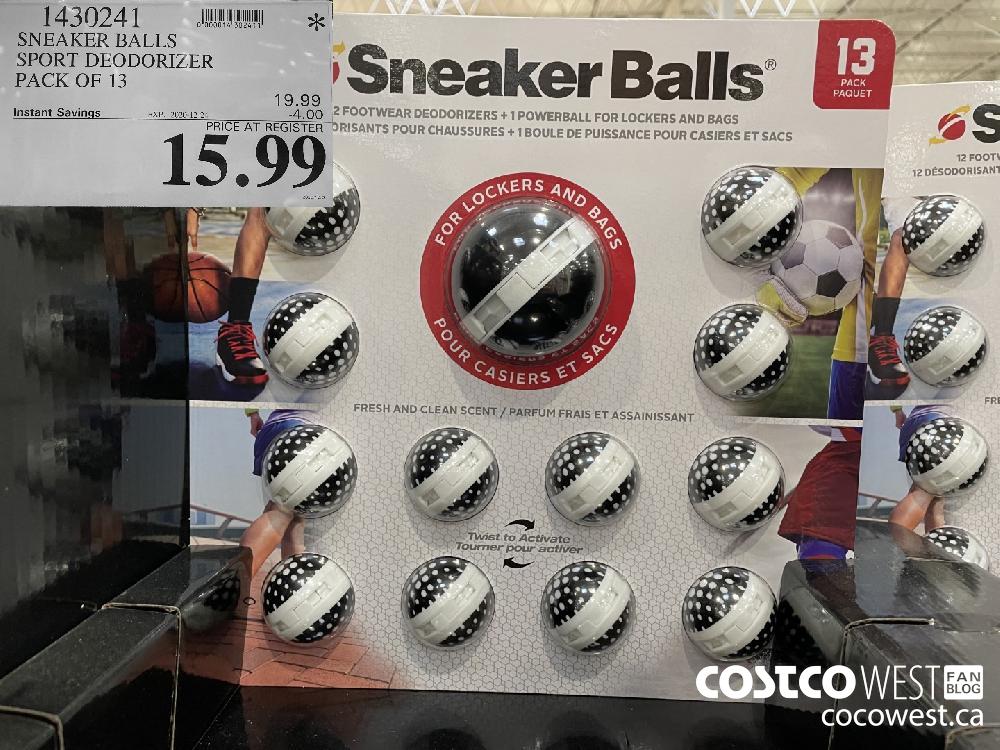 1430241
SNEAKER BALLS
SPORT DEODORIZER
PACK OF 13
*
19.99
Instant Savings
-4.00
PRICE AT REGISTER
15.99
Sneaker Balls®
13
PACK
PAQUET
2 FOOTWEAR DEODORIZERS + 1 POWERBALL FOR LOCKERS AND BAGS
ORISANTS POUR CHAUSSURES + 1 BOULE DE PUISSANCE POUR CASIERS ET SACS
FOR LOCKERS AND BAGS
POUR CASIERS ET SACS
FRESH AND CLEAN SCENT / PARFUM FRAIS ET ASSAINISSANT
Twist to Activate
Tourner pour activer
S
12 FOOTW
12 DÉSODORISANT
FRE
COSTCO WEST FAN BLOG
cocowest.ca